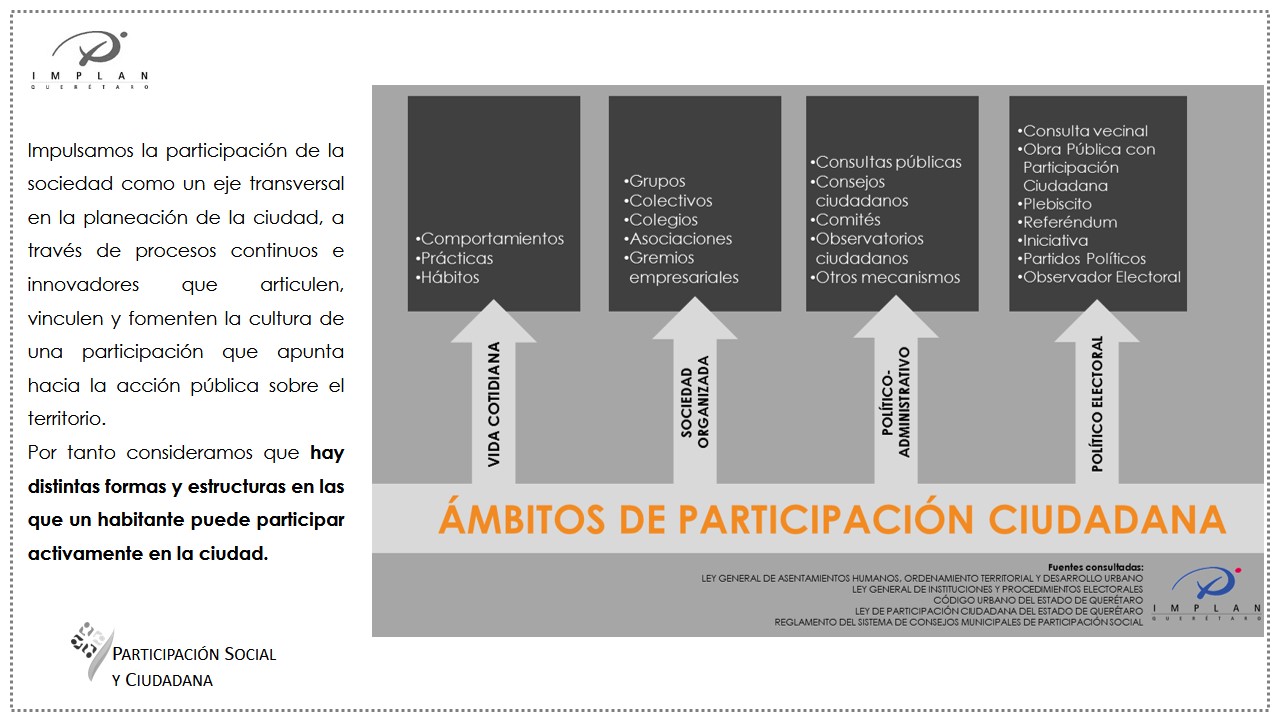 IMPLAN
QUERÉTARO
Impulsamos la participación de la
sociedad como un eje transversal
en la planeación de la ciudad, a
través de procesos continuos e
innovadores que articulen,
vinculen y fomenten la cultura de
una participación que apunta
hacia la acción pública sobre el
territorio.
Por tanto consideramos que hay
distintas formas y estructuras en las
que un habitante puede participar
activamente en la ciudad.
PARTICIPACIÓN SOCIAL
Y CIUDADANA
•Comportamientos
•Prácticas
•Hábitos
VIDA COTIDIANA
•Grupos
•Colectivos
•Colegios
•Asociaciones
•Gremios
empresariales
SOCIEDAD
ORGANIZADA
•Consultas públicas
•Consejos
ciudadanos
•Comités
•Observatorios
ciudadanos
•Otros mecanismos
POLÍTICO-
ADMINISTRATIVO
•Consulta vecinal
•Obra Pública con
Participación
Ciudadana
•Plebiscito
•Referéndum
•Iniciativa
•Partidos Políticos
•Observador Electoral
POLÍTICO ELECTORAL
ÁMBITOS DE PARTICIPACIÓN CIUDADANA
Fuentes consultadas:
LEY GENERAL DE ASENTAMIENTOS HUMANOS, ORDENAMIENTO TERRITORIAL Y DESARROLLO URBANO
LEY GENERAL DE INSTITUCIONES Y PROCEDIMIENTOS ELECTORALES
CÓDIGO URBANO DEL ESTADO DE QUERÉTARO
LEY DE PARTICIPACIÓN CIUDADANA DEL ESTADO DE QUERÉTARO
REGLAMENTO DEL SISTEMA DE CONSEJOS MUNICIPALES DE PARTICIPACIÓN SOCIAL
IMPLAN
QUERÉTARO